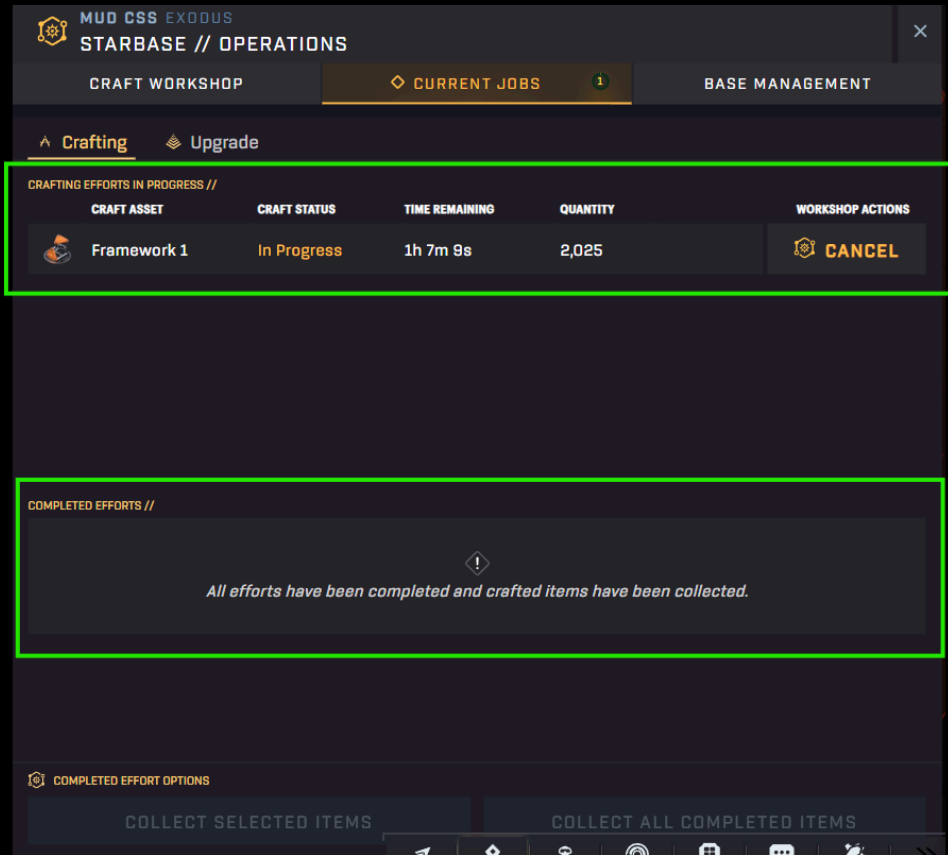 MUD CSS EXODUS
STARBASE // OPERATIONS
CRAFT WORKSHOP
CURRENT JOBS 1
BASE MANAGEMENT
Crafting
Upgrade
CRAFTING EFFORTS IN PROGRESS //
CRAFT ASSET CRAFT STATUS TIME REMAINING QUANTITY WORKSHOP ACTIONS
Framework 1 In Progress 1h 7m 9s 2,025 CANCEL
COMPLETED EFFORTS //
All efforts have been completed and crafted items have been collected.
COMPLETED EFFORT OPTIONS
COLLECT SELECTED ITEMS
COLLECT ALL COMPLETED ITEMS